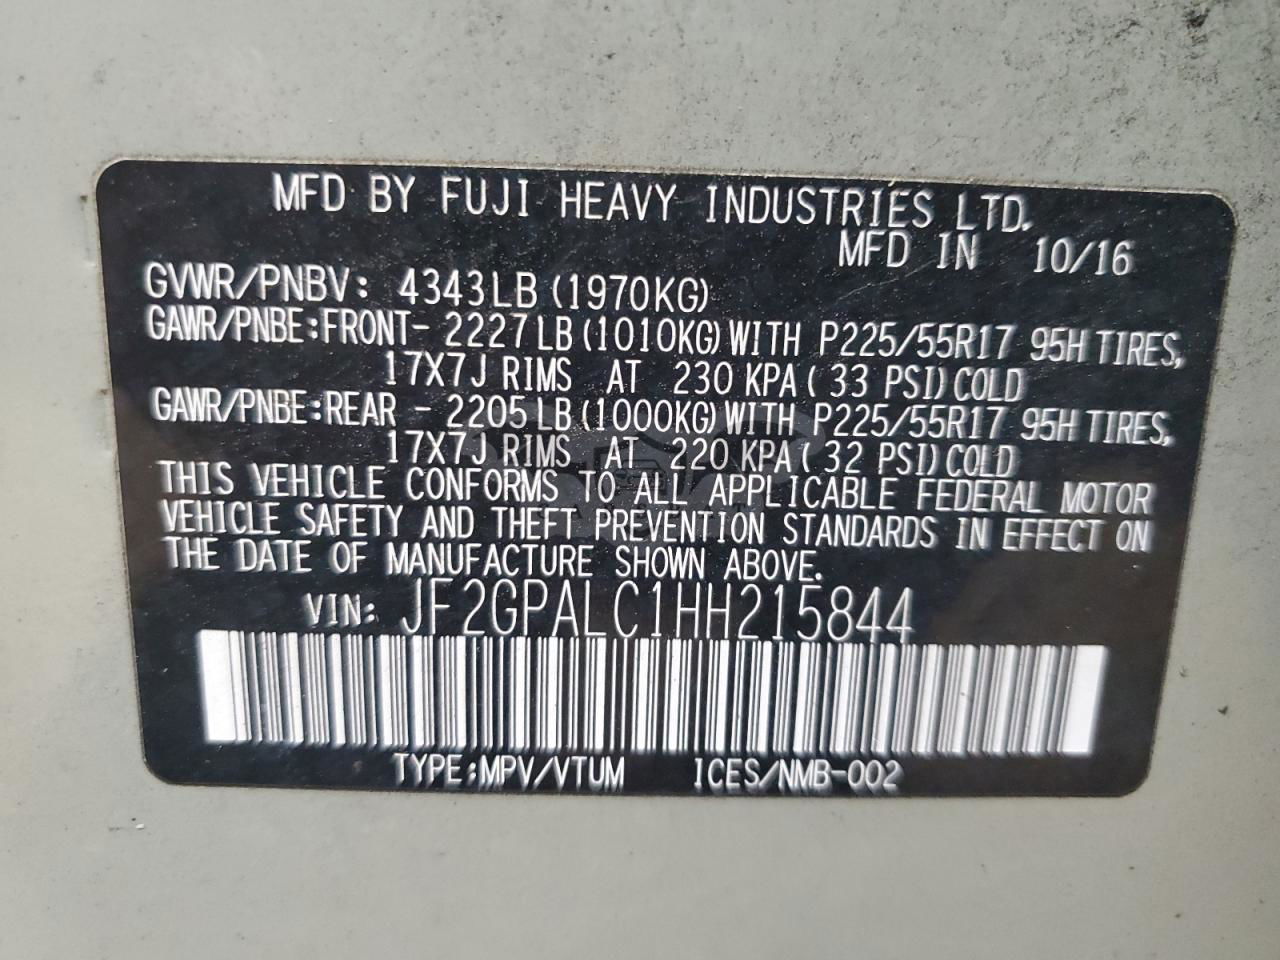 MFD BY FUJI HEAVY INDUSTRIES LTD.
MFD IN 10/16
GVWR/PNBV: 4343LB (1970KG)
GAWR/PNBE:FRONT- 2227LB (1010KG) WITH P225/55R17 95H TIRES,
17X7J RIMS AT 230 KPA ( 33 PSI) COLD
GAWR/PNBE:REAR - 2205LB (1000KG) WITH P225/55R17 95H TIRES,
17X7J RIMS AT 220 KPA ( 32 PSI) COLD
THIS VEHICLE CONFORMS TO ALL APPLICABLE FEDERAL MOTOR
VEHICLE SAFETY AND THEFT PREVENTION STANDARDS IN EFFECT ON
THE DATE OF MANUFACTURE SHOWN ABOVE.
VIN: JF2GPALC1HH215844
TYPE:MPV/VTUM ICES/NMB-002